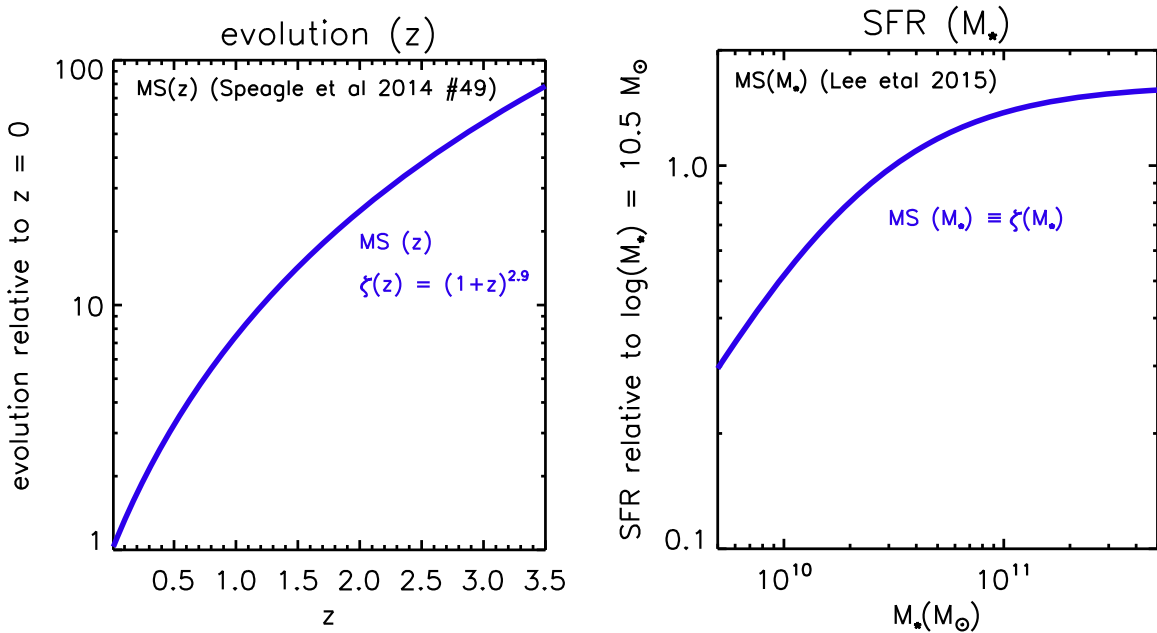 evolution (z)
MS(z) (Speagle et al 2014 #49)
evolution relative to z = 0
100
10
1
MS (z)
ζ(z) = (1+z)^2.9
0.5 1.0 1.5 2.0 2.5 3.0 3.5
z
SFR (M*)
MS(M*) (Lee etal 2015)
SFR relative to log(M*) = 10.5 M⊙
1.0
0.1
MS (M*) ≡ ζ(M*)
10^10 10^11
M*(M⊙)